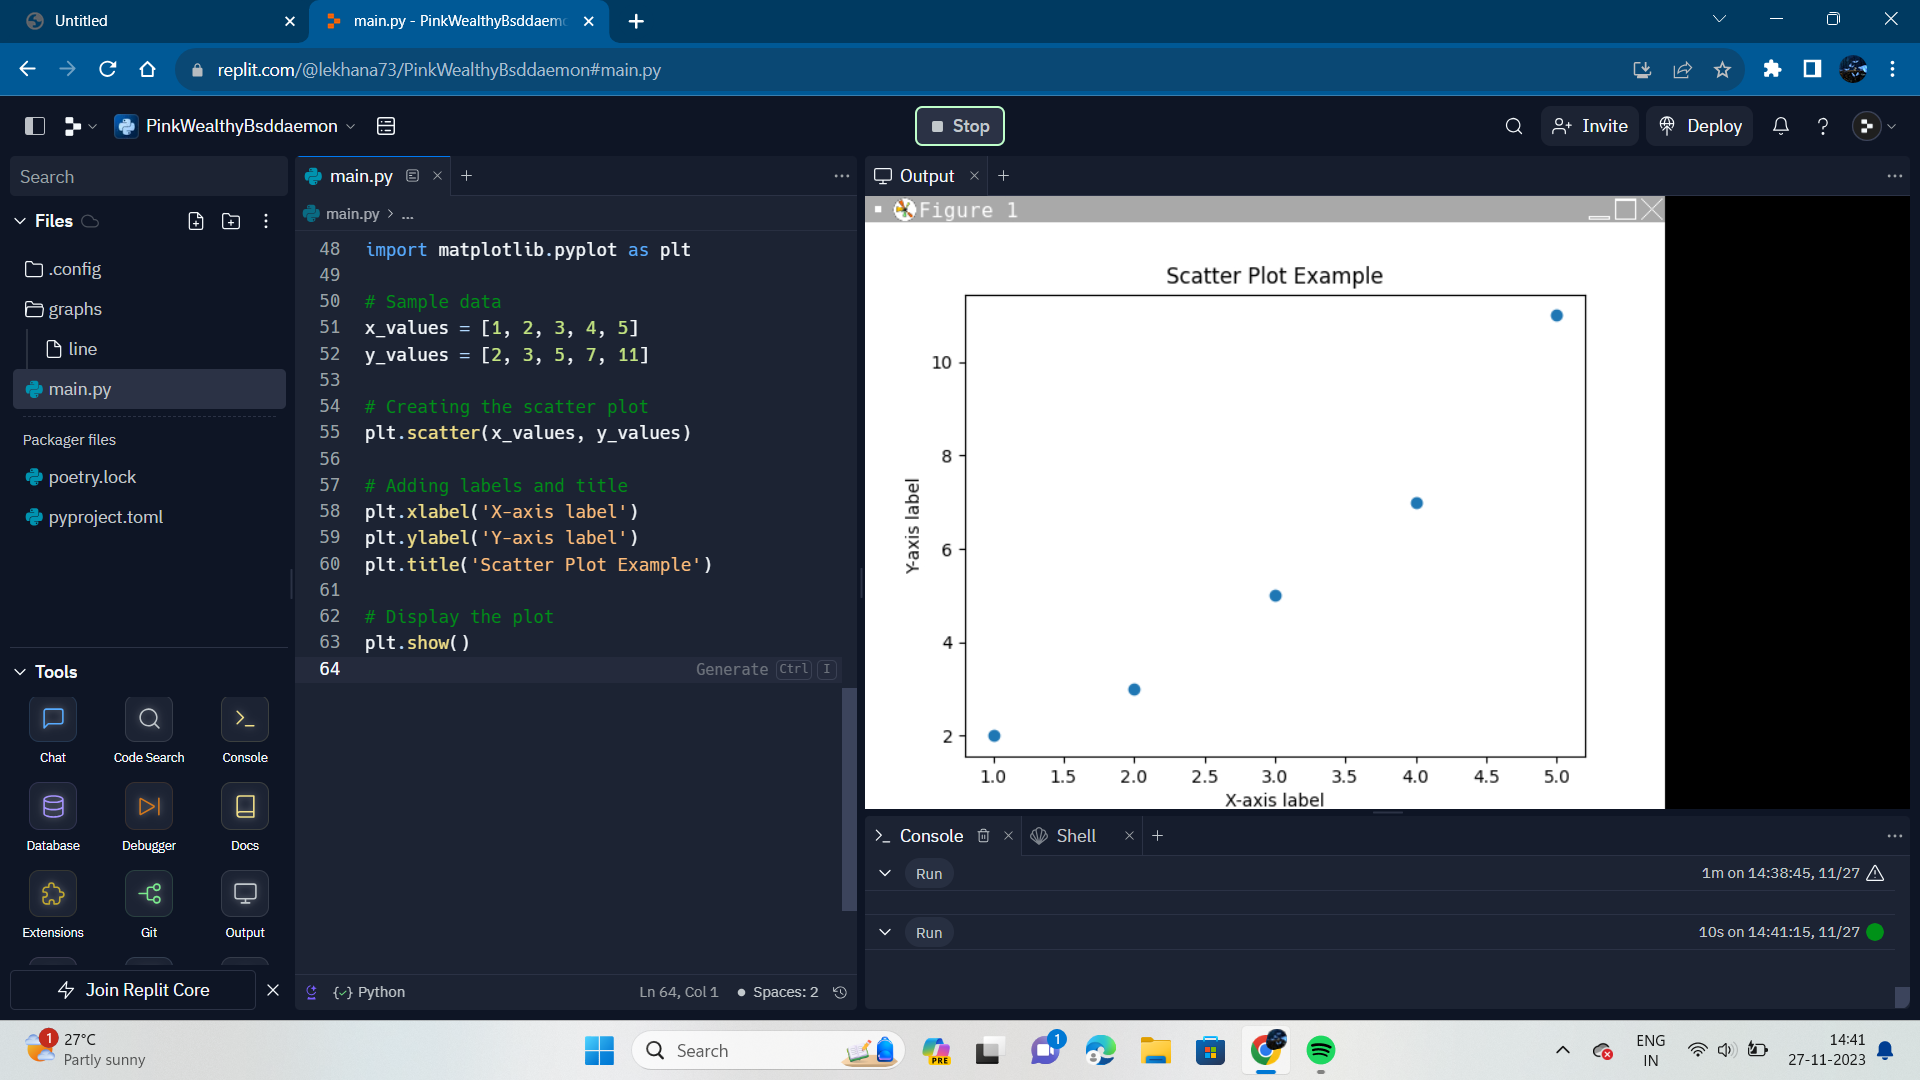 Untitled
main.py - PinkWealthyBsddaem
replit.com/@lekhana73/PinkWealthyBsddaemon#main.py
PinkWealthyBsddaemon
Stop
Invite
Deploy
Search
Files
.config
graphs
line
main.py
Packager files
poetry.lock
pyproject.toml
Tools
Chat
Code Search
Console
Database
Debugger
Docs
Extensions
Git
Output
Join Replit Core
main.py
main.py > ...
48 import matplotlib.pyplot as plt
49
50 # Sample data
51 x_values = [1, 2, 3, 4, 5]
52 y_values = [2, 3, 5, 7, 11]
53
54 # Creating the scatter plot
55 plt.scatter(x_values, y_values)
56
57 # Adding labels and title
58 plt.xlabel('X-axis label')
59 plt.ylabel('Y-axis label')
60 plt.title('Scatter Plot Example')
61
62 # Display the plot
63 plt.show()
64 Generate Ctrl I
Python
Ln 64, Col 1
Spaces: 2
Output
Figure 1
Scatter Plot Example
Y-axis label
10
8
6
4
2
1.0 1.5 2.0 2.5 3.0 3.5 4.0 4.5 5.0
X-axis label
Console
Shell
Run
1m on 14:38:45, 11/27
Run
10s on 14:41:15, 11/27
1
27°C
Partly sunny
Search
PRE
1
ENG
IN
14:41
27-11-2023